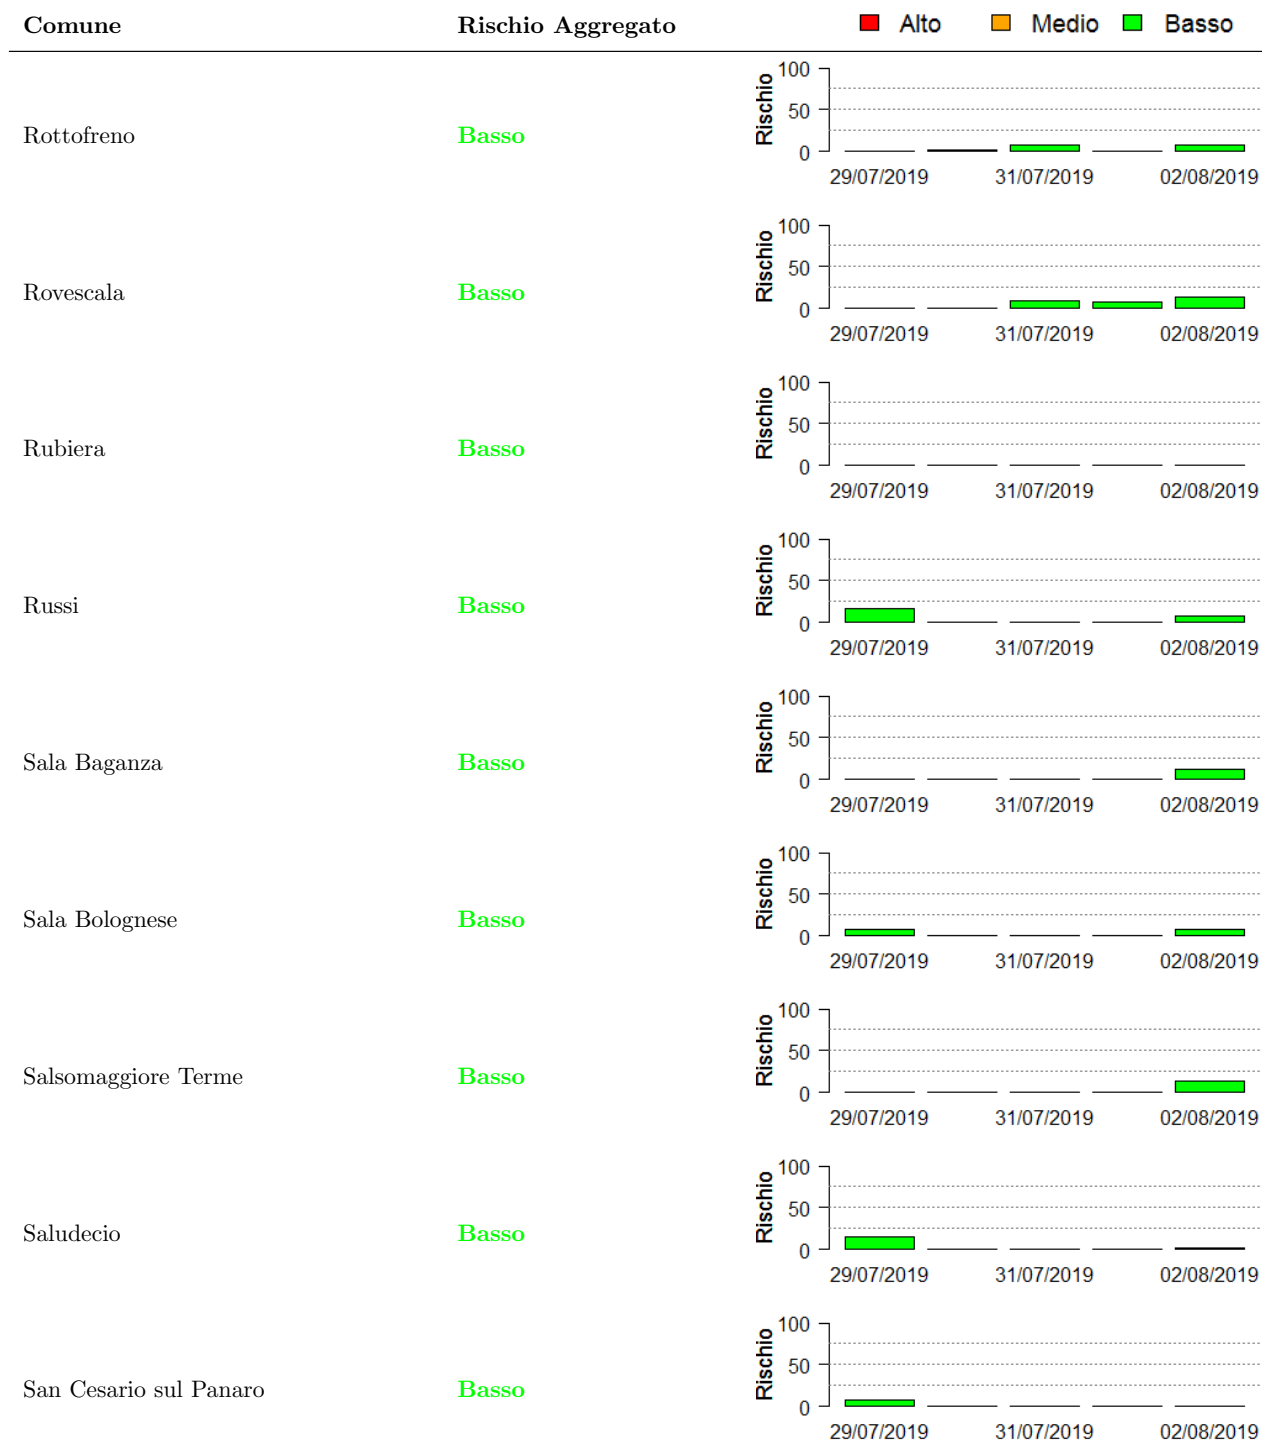 Comune Rischio Aggregato Alto Medio Basso
Rottofreno Basso
Rischio
100
50
0
29/07/2019 31/07/2019 02/08/2019
Rovescala Basso
Rischio
100
50
0
29/07/2019 31/07/2019 02/08/2019
Rubiera Basso
Rischio
100
50
0
29/07/2019 31/07/2019 02/08/2019
Russi Basso
Rischio
100
50
0
29/07/2019 31/07/2019 02/08/2019
Sala Baganza Basso
Rischio
100
50
0
29/07/2019 31/07/2019 02/08/2019
Sala Bolognese Basso
Rischio
100
50
0
29/07/2019 31/07/2019 02/08/2019
Salsomaggiore Terme Basso
Rischio
100
50
0
29/07/2019 31/07/2019 02/08/2019
Saludecio Basso
Rischio
100
50
0
29/07/2019 31/07/2019 02/08/2019
San Cesario sul Panaro Basso
Rischio
100
50
0
29/07/2019 31/07/2019 02/08/2019